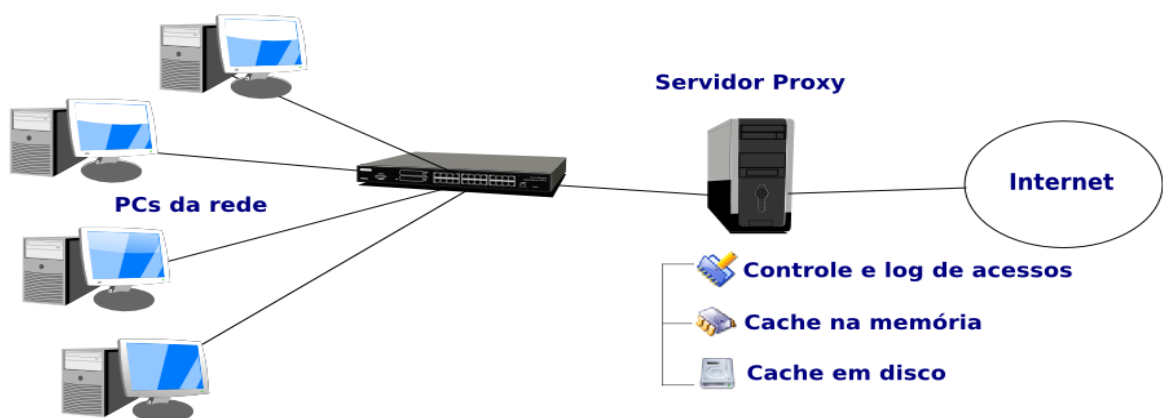 Servidor Proxy
PCs da rede
Internet
Controle e log de acessos
Cache na memória
Cache em disco